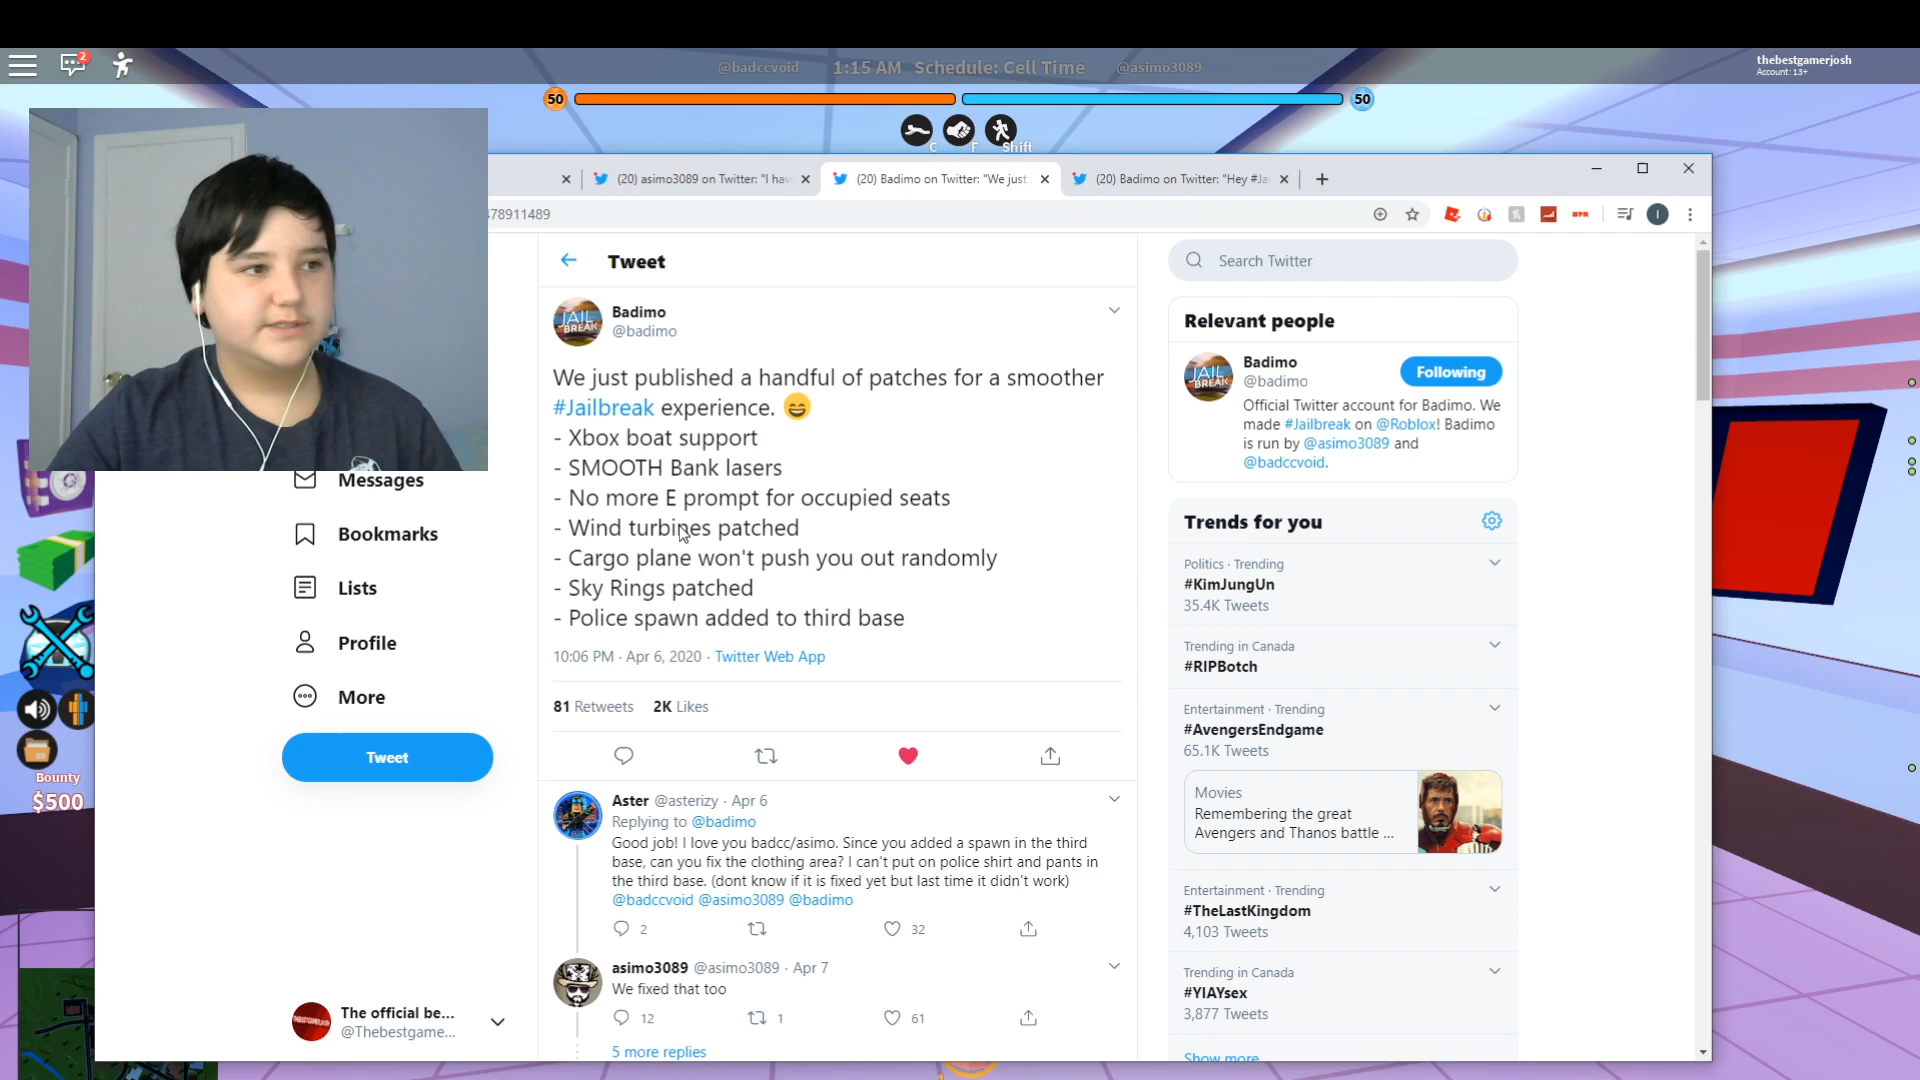 2
@badccvoid 1:15 AM Schedule: Cell Time @asimo3089
thebestgamerjosh
Account: 13+
50 50
C F Shift
(20) asimo3089 on Twitter: "I hav
(20) Badimo on Twitter: "We just
(20) Badimo on Twitter: "Hey #Ja
78911489
Messages
Bookmarks
Lists
Profile
More
Tweet
Bounty
$500
The official be...
@Thebestgame...
Tweet
JAIL
BREAK
Badimo
@badimo
We just published a handful of patches for a smoother
#Jailbreak experience. 😄
- Xbox boat support
- SMOOTH Bank lasers
- No more E prompt for occupied seats
- Wind turbines patched
- Cargo plane won't push you out randomly
- Sky Rings patched
- Police spawn added to third base
10:06 PM · Apr 6, 2020 · Twitter Web App
81 Retweets 2K Likes
Aster @asterizy · Apr 6
Replying to @badimo
Good job! I love you badcc/asimo. Since you added a spawn in the third
base, can you fix the clothing area? I can't put on police shirt and pants in
the third base. (dont know if it is fixed yet but last time it didn't work)
@badccvoid @asimo3089 @badimo
2 32
asimo3089 @asimo3089 · Apr 7
We fixed that too
12 1 61
5 more replies
Search Twitter
Relevant people
JAIL
BREAK
Badimo
@badimo
Following
Official Twitter account for Badimo. We
made #Jailbreak on @Roblox! Badimo
is run by @asimo3089 and
@badccvoid.
Trends for you
Politics · Trending
#KimJungUn
35.4K Tweets
Trending in Canada
#RIPBotch
Entertainment · Trending
#AvengersEndgame
65.1K Tweets
Movies
Remembering the great
Avengers and Thanos battle ...
Entertainment · Trending
#TheLastKingdom
4,103 Tweets
Trending in Canada
#YIAYsex
3,877 Tweets
Show more